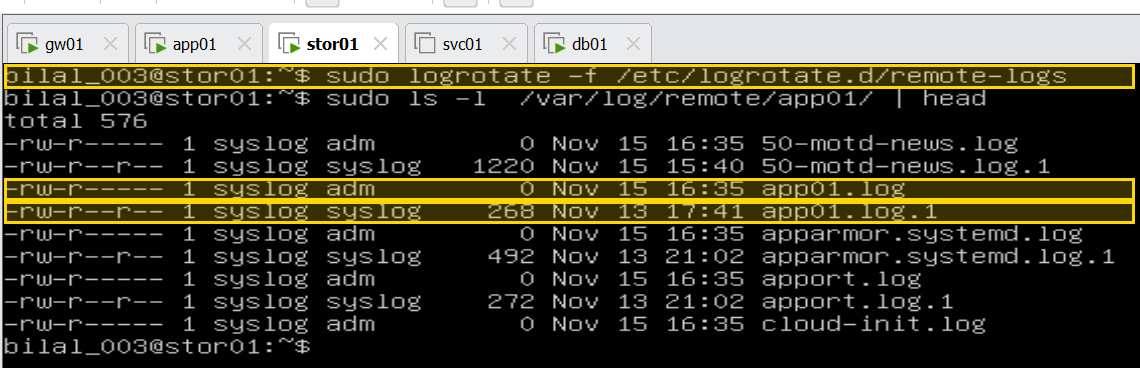 gw01 app01 stor01 svc01 db01
bilal_003@stor01:~$ sudo logrotate -f /etc/logrotate.d/remote-logs
bilal_003@stor01:~$ sudo ls -l  /var/log/remote/app01/ | head
total 576
-rw-r----- 1 syslog adm       0 Nov 15 16:35 50-motd-news.log
-rw-r--r-- 1 syslog syslog 1220 Nov 15 15:40 50-motd-news.log.1
-rw-r----- 1 syslog adm       0 Nov 15 16:35 app01.log
-rw-r--r-- 1 syslog syslog  268 Nov 13 17:41 app01.log.1
-rw-r----- 1 syslog adm       0 Nov 15 16:35 apparmor.systemd.log
-rw-r--r-- 1 syslog syslog  492 Nov 13 21:02 apparmor.systemd.log.1
-rw-r----- 1 syslog adm       0 Nov 15 16:35 apport.log
-rw-r--r-- 1 syslog syslog  272 Nov 13 21:02 apport.log.1
-rw-r----- 1 syslog adm       0 Nov 15 16:35 cloud-init.log
bilal_003@stor01:~$